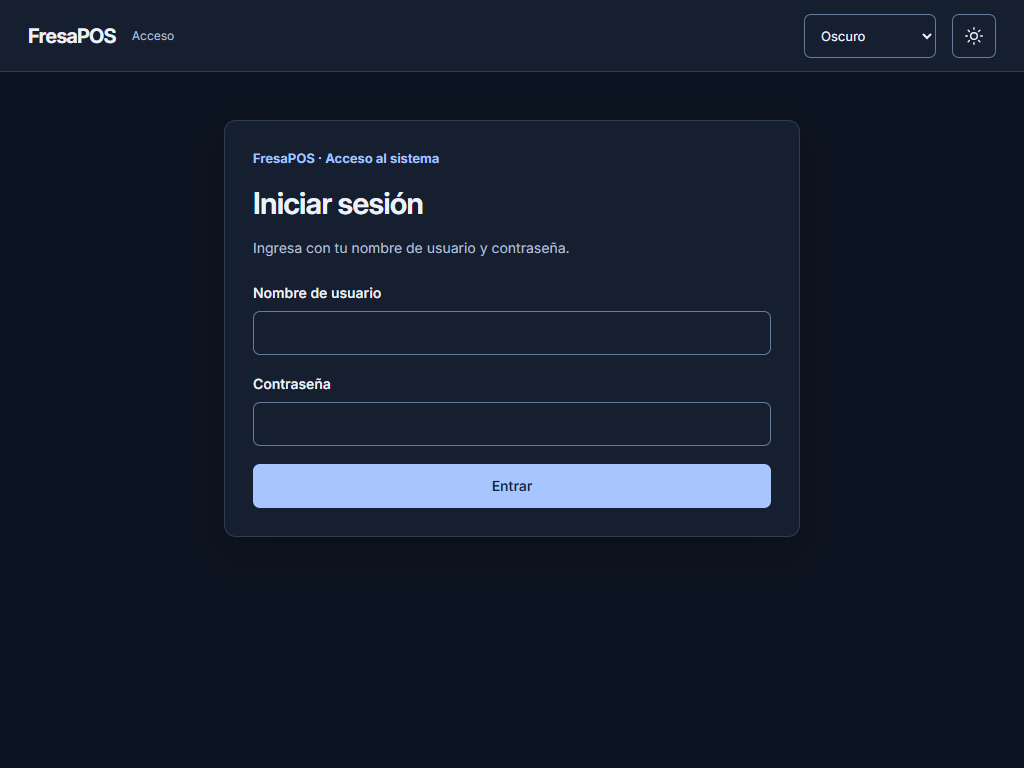 FresaPOS Acceso
Oscuro
FresaPOS · Acceso al sistema
Iniciar sesión
Ingresa con tu nombre de usuario y contraseña.
Nombre de usuario
Contraseña
Entrar